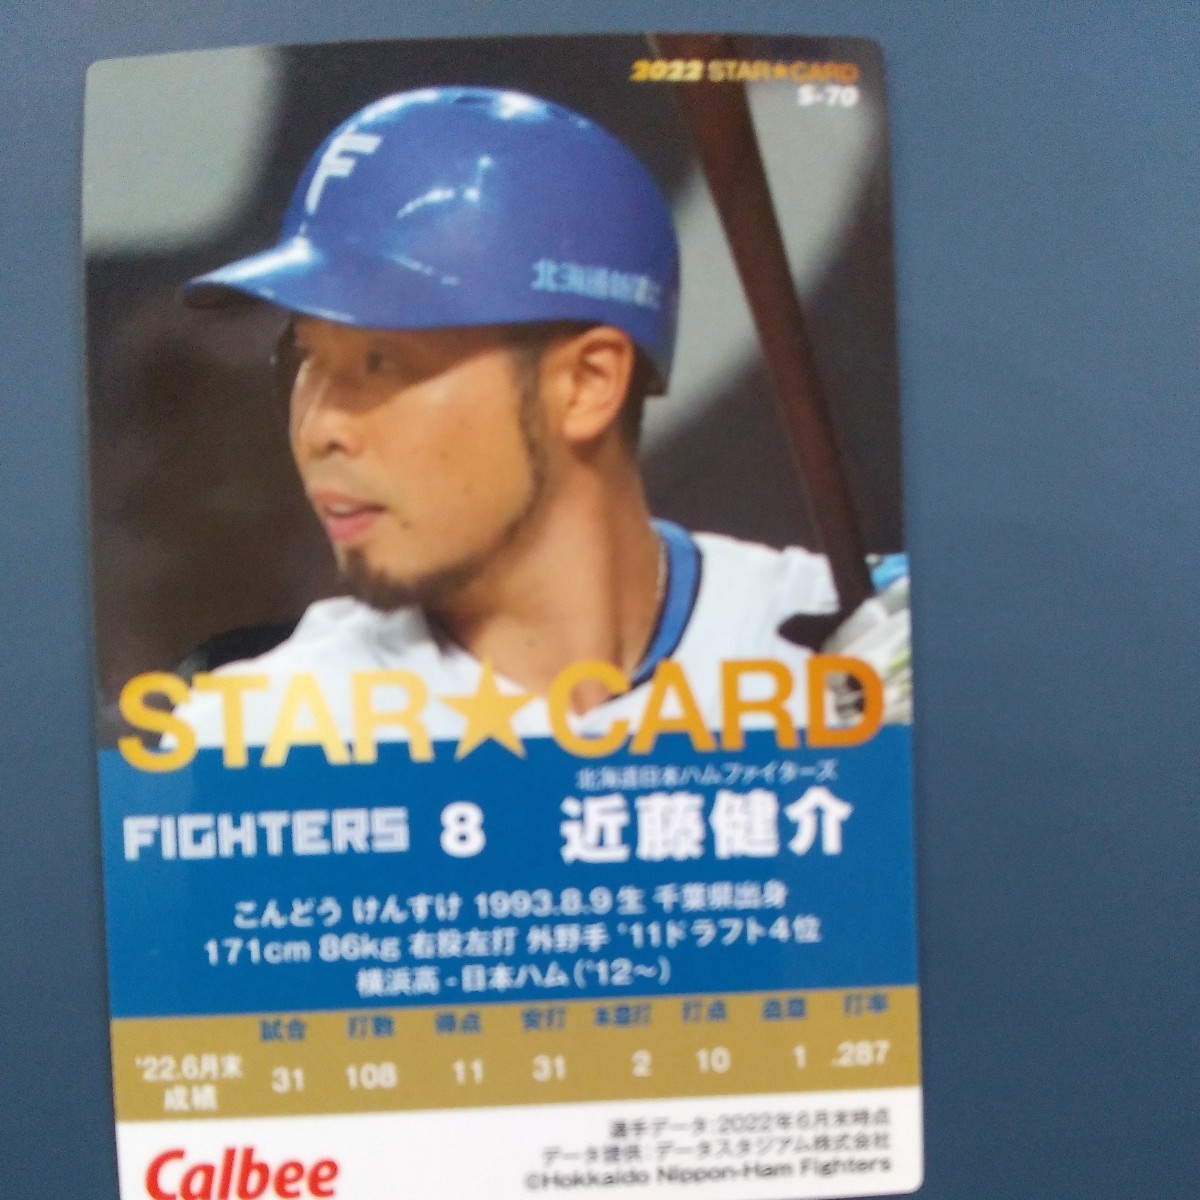 2022 STAR★CARD
S-70
F
北海道
STAR★CARD
北海道日本ハムファイターズ
FIGHTERS 8 近藤健介
こんどう けんすけ 1993.8.9生 千葉県出身
171cm 86kg 右投左打 外野手 '11ドラフト4位
横浜高-日本ハム('12～)
試合 打数 得点 安打 本塁打 打点 盗塁 打率
'22.6月末成績 31 108 11 31 2 10 1 .287
選手データ:2022年6月末時点
データ提供:データスタジアム株式会社
©Hokkaido Nippon-Ham Fighters
Calbee